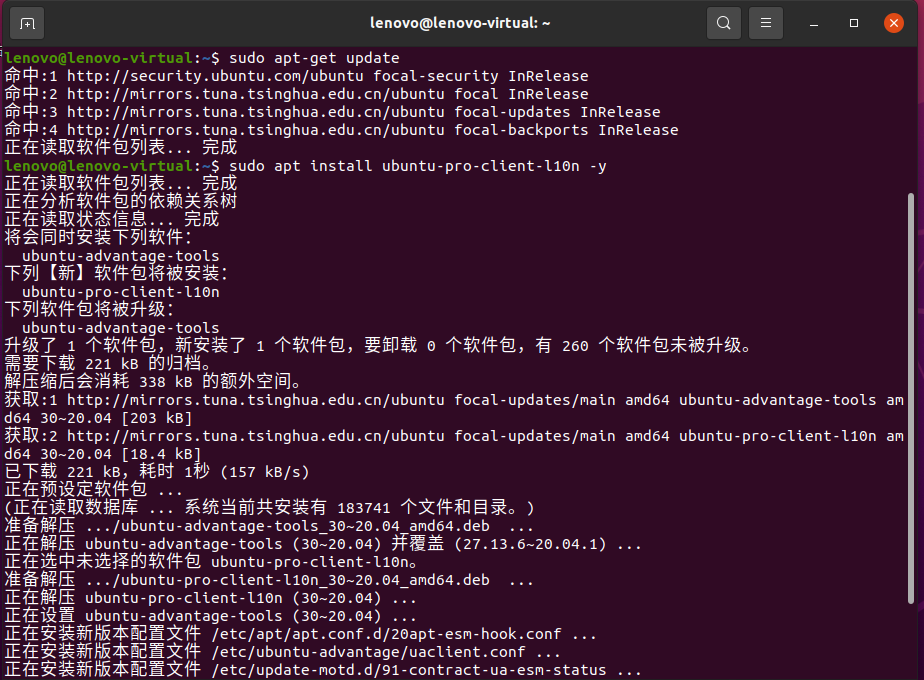 lenovo@lenovo-virtual: ~
lenovo@lenovo-virtual:~$ sudo apt-get update
命中:1 http://security.ubuntu.com/ubuntu focal-security InRelease
命中:2 http://mirrors.tuna.tsinghua.edu.cn/ubuntu focal InRelease
命中:3 http://mirrors.tuna.tsinghua.edu.cn/ubuntu focal-updates InRelease
命中:4 http://mirrors.tuna.tsinghua.edu.cn/ubuntu focal-backports InRelease
正在读取软件包列表... 完成
lenovo@lenovo-virtual:~$ sudo apt install ubuntu-pro-client-l10n -y
正在读取软件包列表... 完成
正在分析软件包的依赖关系树
正在读取状态信息... 完成
将会同时安装下列软件：
  ubuntu-advantage-tools
下列【新】软件包将被安装：
  ubuntu-pro-client-l10n
下列软件包将被升级：
  ubuntu-advantage-tools
升级了 1 个软件包，新安装了 1 个软件包，要卸载 0 个软件包，有 260 个软件包未被升级。
需要下载 221 kB 的归档。
解压缩后会消耗 338 kB 的额外空间。
获取:1 http://mirrors.tuna.tsinghua.edu.cn/ubuntu focal-updates/main amd64 ubuntu-advantage-tools am
d64 30~20.04 [203 kB]
获取:2 http://mirrors.tuna.tsinghua.edu.cn/ubuntu focal-updates/main amd64 ubuntu-pro-client-l10n am
d64 30~20.04 [18.4 kB]
已下载 221 kB，耗时 1秒 (157 kB/s)
正在预设定软件包 ...
(正在读取数据库 ... 系统当前共安装有 183741 个文件和目录。)
准备解压 .../ubuntu-advantage-tools_30~20.04_amd64.deb  ...
正在解压 ubuntu-advantage-tools (30~20.04) 并覆盖 (27.13.6~20.04.1) ...
正在选中未选择的软件包 ubuntu-pro-client-l10n。
准备解压 .../ubuntu-pro-client-l10n_30~20.04_amd64.deb  ...
正在解压 ubuntu-pro-client-l10n (30~20.04) ...
正在设置 ubuntu-advantage-tools (30~20.04) ...
正在安装新版本配置文件 /etc/apt/apt.conf.d/20apt-esm-hook.conf ...
正在安装新版本配置文件 /etc/ubuntu-advantage/uaclient.conf ...
正在安装新版本配置文件 /etc/update-motd.d/91-contract-ua-esm-status ...